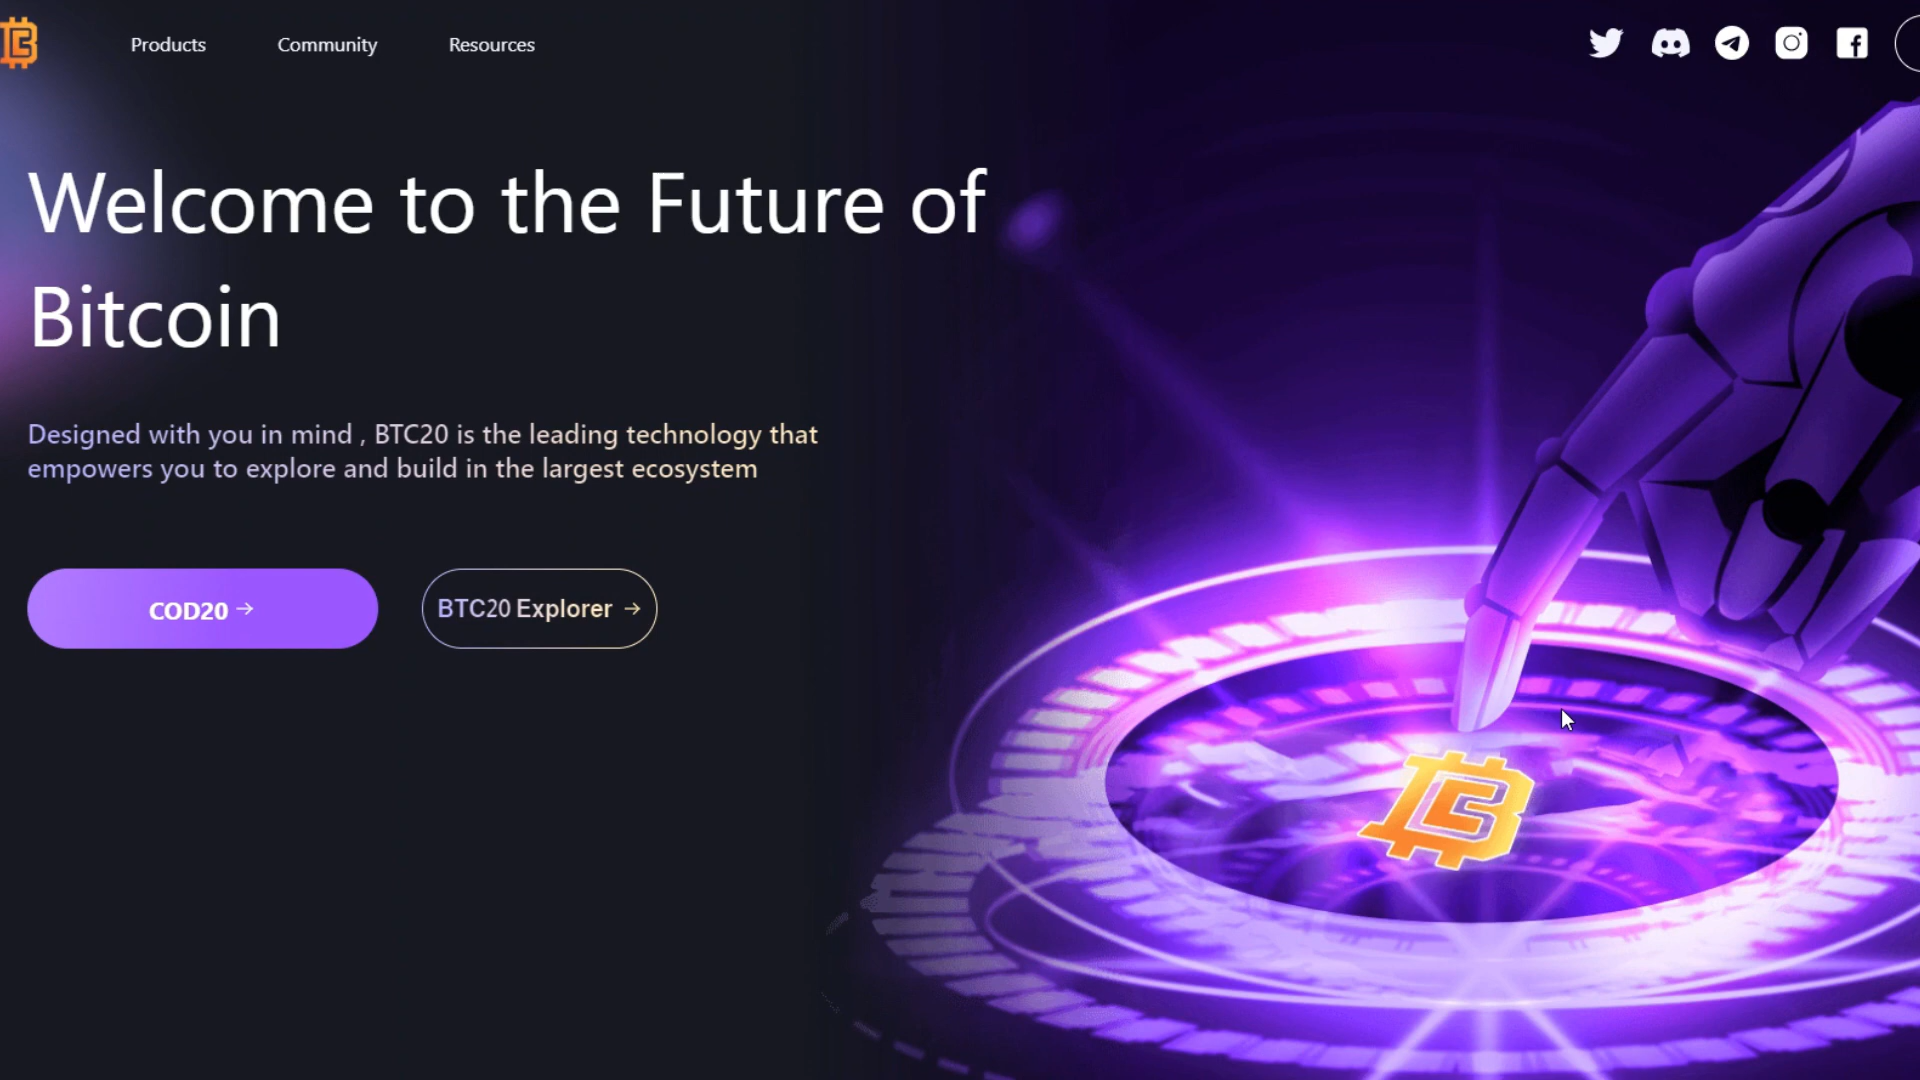 Products Community Resources
Welcome to the Future of
Bitcoin
Designed with you in mind , BTC20 is the leading technology that
empowers you to explore and build in the largest ecosystem
COD20 →
BTC20 Explorer →